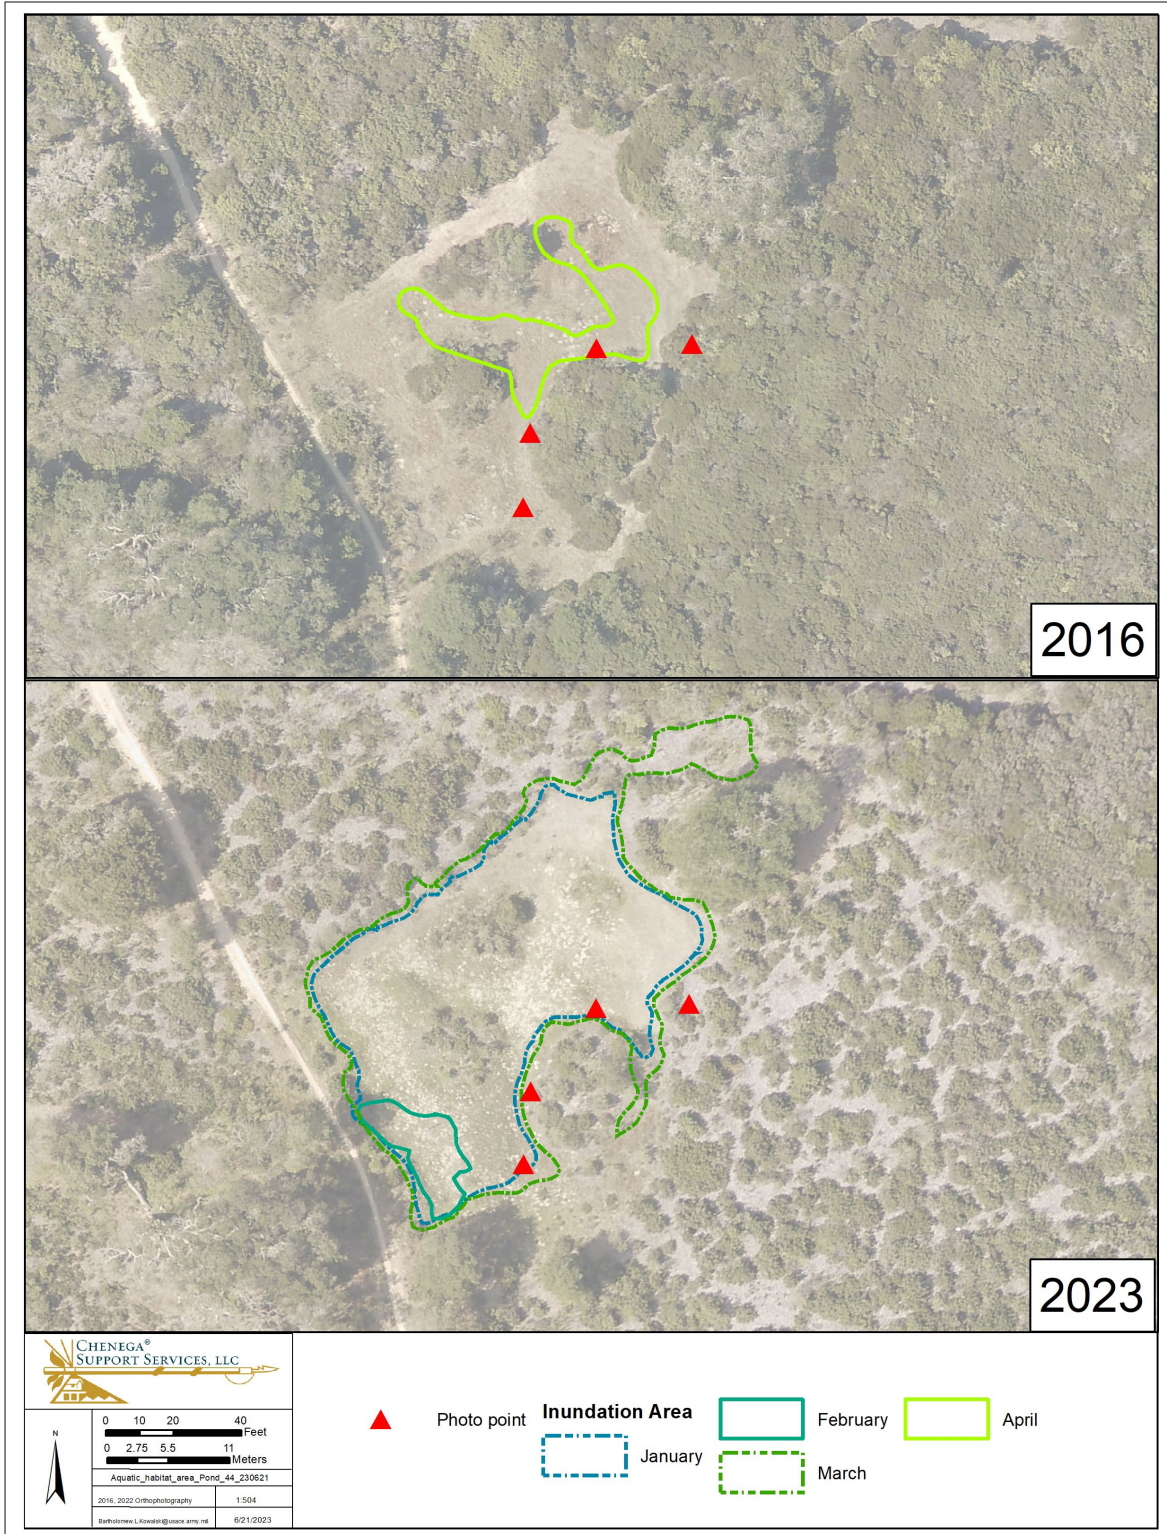 2016
2023
CHENEGA®
SUPPORT SERVICES, LLC
N
0 10 20 40
Feet
0 2.75 5.5 11
Meters
Aquatic_habitat_area_Pond_44_230621
2016, 2022 Orthophotography 1:504
Bartholomew.L.Kowalski@usace.army.mil 6/21/2023
Photo point
Inundation Area
January
February
March
April